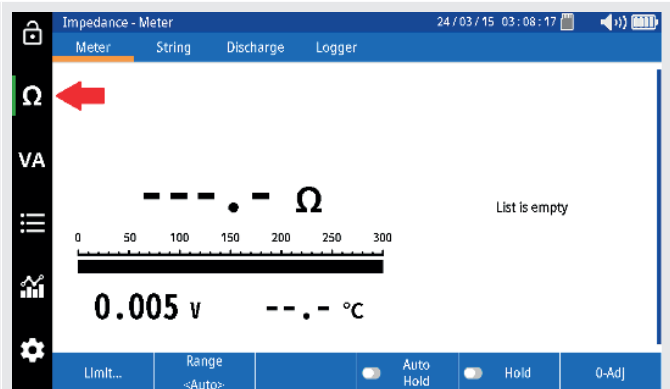 Impedance - Meter 24/03/15 03:08:17
Meter String Discharge Logger
Ω
VA
---.- Ω
List is empty
0 50 100 150 200 250 300
0.005 V --.- °C
Limit... Range <Auto> Auto Hold Hold 0-Adj